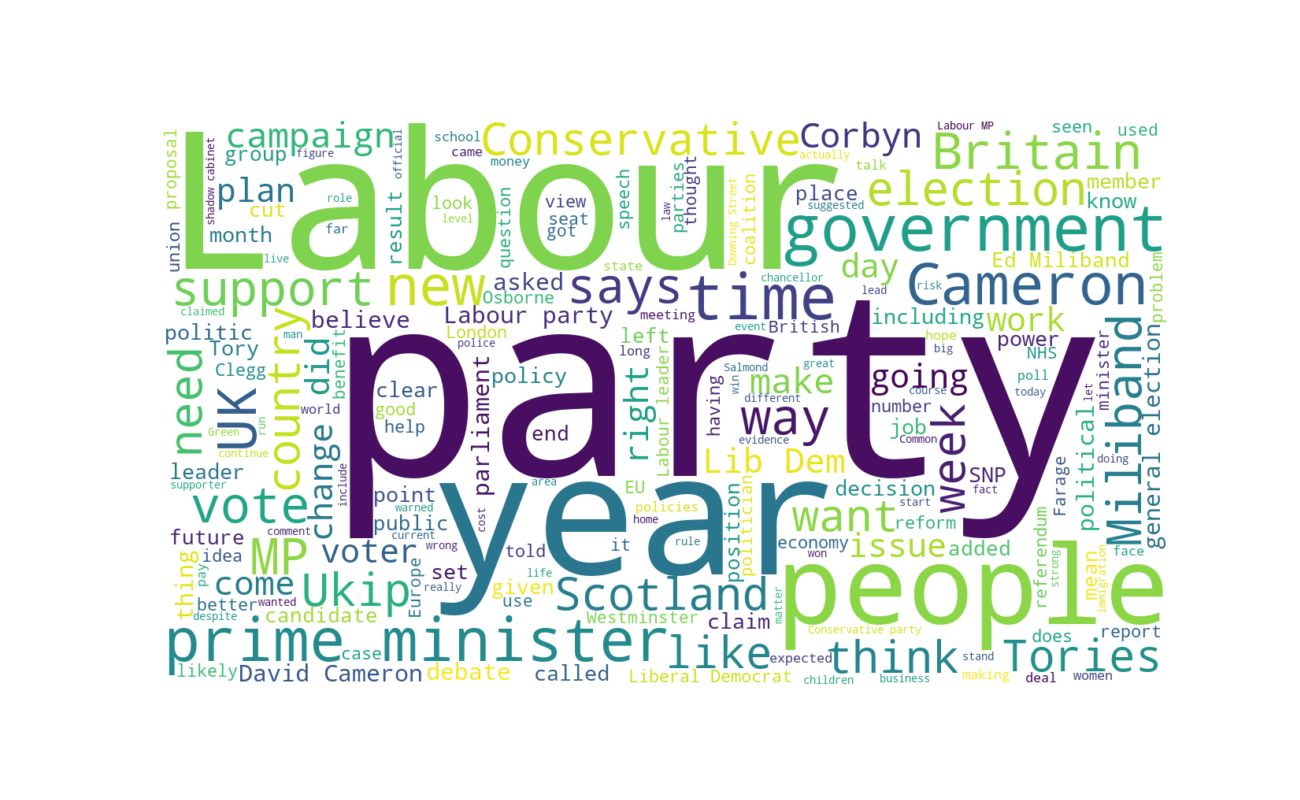 Labour
party
year
people
prime minister
government
Conservative
Corbyn
Labour MP
seen
used
campaign
school
came
money
actually
talk
Britain
group
figure
official
proposal
shadow cabinet
plan
role
look
level
view
seat
got
speech
parties
thought
law
Downing Street
coalition
place
suggested
election
member
know
cut
month
far
result
question
union
live
state
chancellor
day
Ed Miliband
problem
support
new
asked
Osborne
says
time
risk
lead
Cameron
claimed
man
believe
Labour party
meeting
event
British
including
work
politic
country
did
London
police
left
long
hope
power
NHS
minister
Tory
Clegg
benefit
clear
policy
parliament
right
Labour leader
Salmond
win
great
make
going
big
poll
let
need
UK
world
good
help
end
having
different
way
course
number
job
today
Green
run
continue
evidence
Common
week
SNP
political
Miliband
general election
doing
leader
supporter
change
include
area
Lib Dem
decision
fact
Farage
vote
point
EU
policies
position
politician
want
reform
start
referendum
future
comment
public
warned
current
cost
home
rule
economy
issue
added
mean
immigration
face
strong
thing
idea
MP
voter
wrong
told
it
won
pay
come
Ukip
Europe
really
set
given
life
Scotland
better
wanted
use
matter
despite
candidate
Westminster
claim
Conservative party
does
report
case
like
expected
think
stand
Tories
likely
David Cameron
debate
called
Liberal Democrat
children
business
making
deal
women